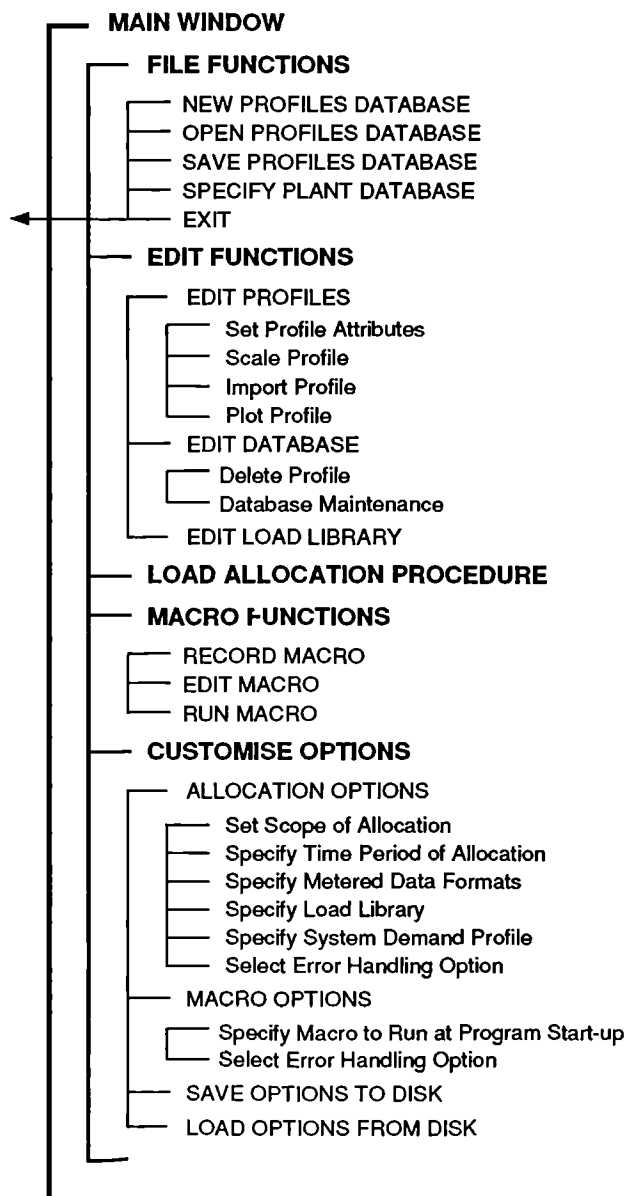 MAIN WINDOW
FILE FUNCTIONS
NEW PROFILES DATABASE
OPEN PROFILES DATABASE
SAVE PROFILES DATABASE
SPECIFY PLANT DATABASE
EXIT
EDIT FUNCTIONS
EDIT PROFILES
Set Profile Attributes
Scale Profile
Import Profile
Plot Profile
EDIT DATABASE
Delete Profile
Database Maintenance
EDIT LOAD LIBRARY
LOAD ALLOCATION PROCEDURE
MACRO FUNCTIONS
RECORD MACRO
EDIT MACRO
RUN MACRO
CUSTOMISE OPTIONS
ALLOCATION OPTIONS
Set Scope of Allocation
Specify Time Period of Allocation
Specify Metered Data Formats
Specify Load Library
Specify System Demand Profile
Select Error Handling Option
MACRO OPTIONS
Specify Macro to Run at Program Start-up
Select Error Handling Option
SAVE OPTIONS TO DISK
LOAD OPTIONS FROM DISK